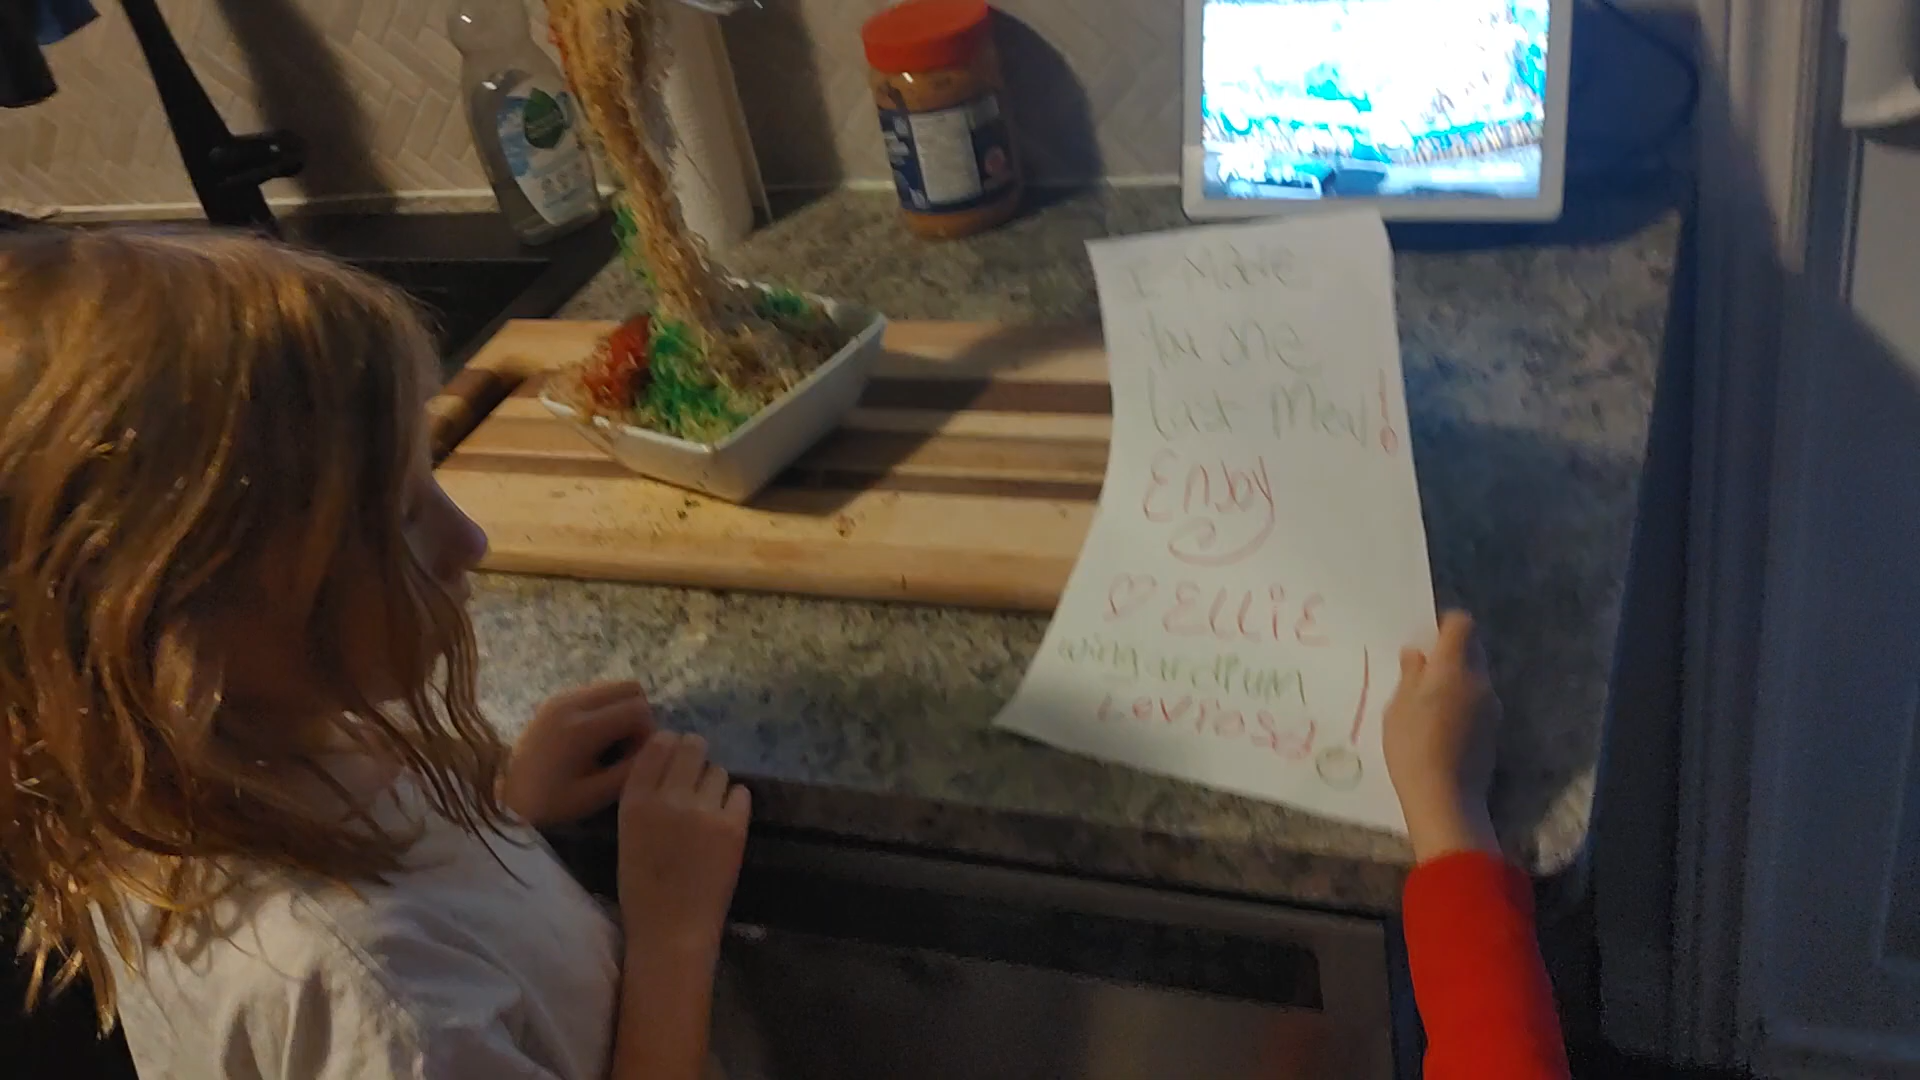 I Made
You one
last Meal!
Enjoy
♡ ELLiE
wingardium
Leviosa!